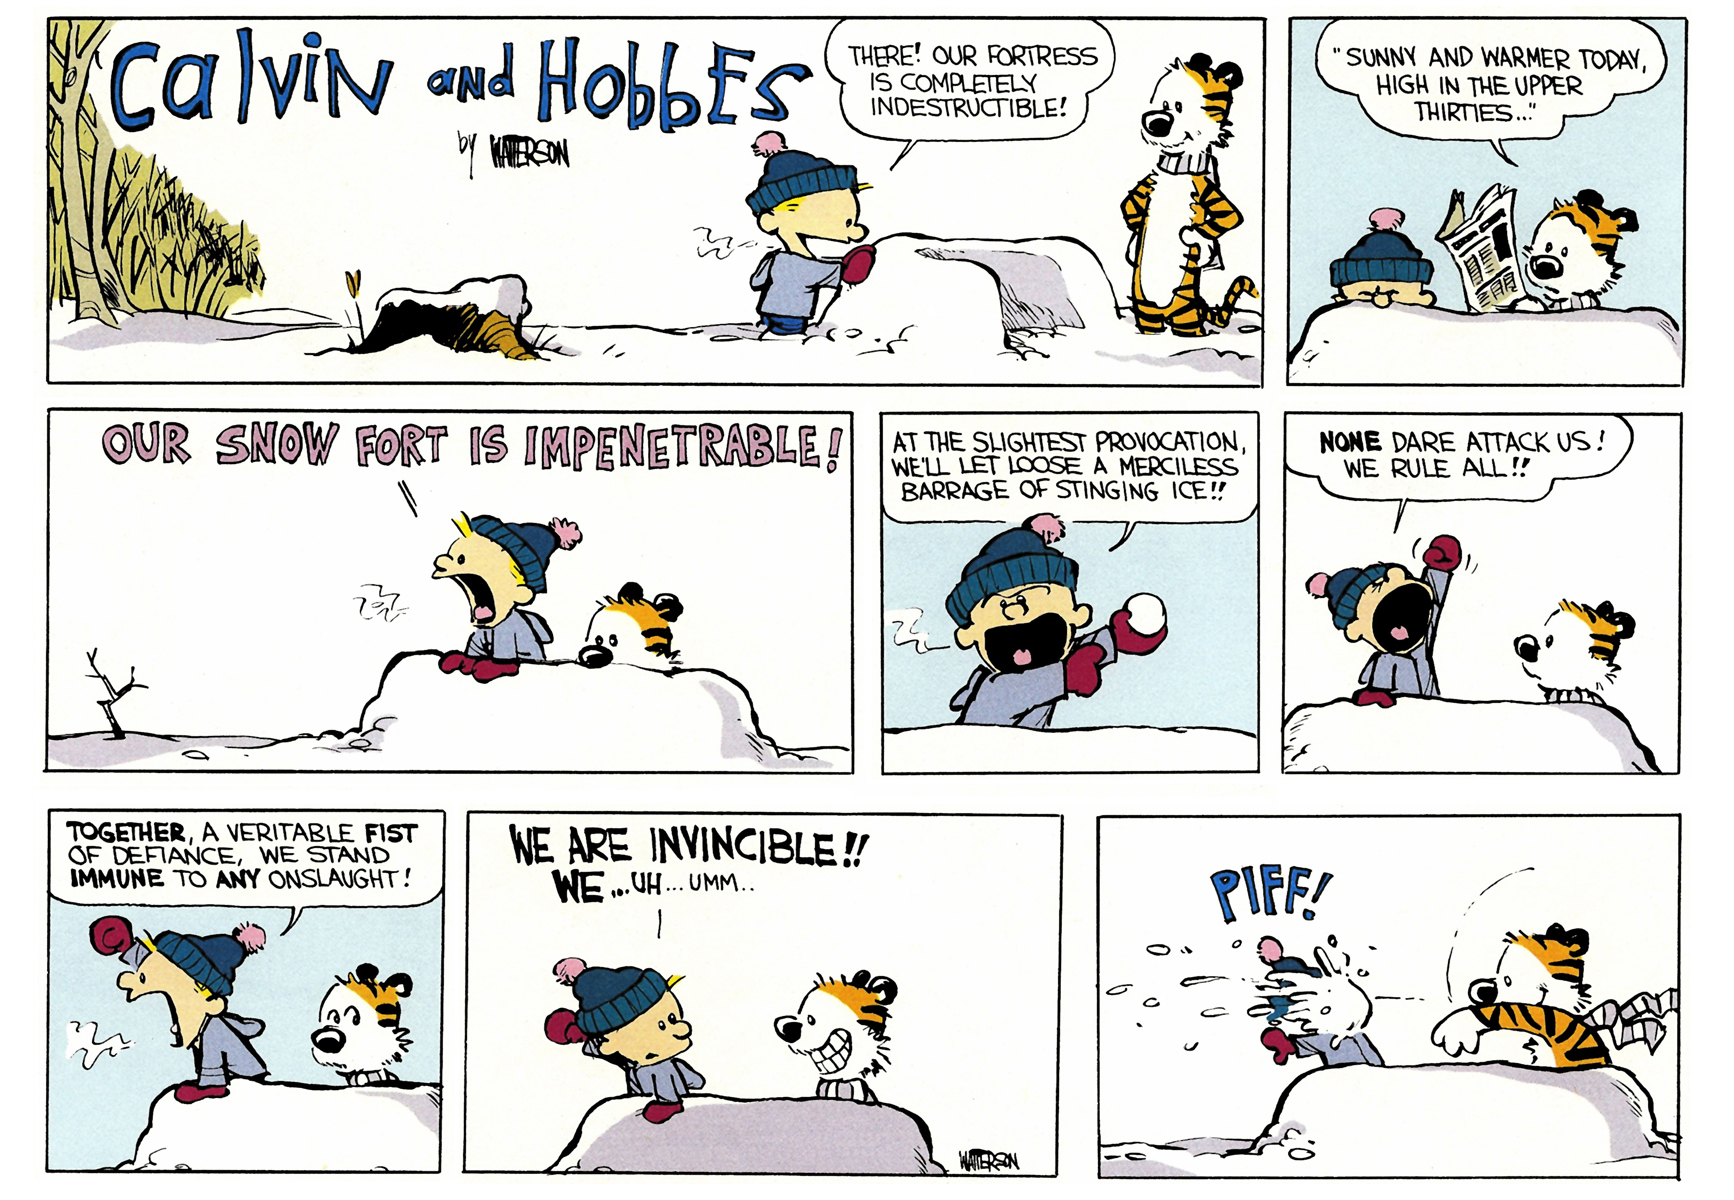 Calvin and HobbEs
by WATTERSON
THERE! OUR FORTRESS
IS COMPLETELY
INDESTRUCTIBLE!
"SUNNY AND WARMER TODAY,
HIGH IN THE UPPER
THIRTIES..."
OUR SNOW FORT IS IMPENETRABLE!
AT THE SLIGHTEST PROVOCATION,
WE'LL LET LOOSE A MERCILESS
BARRAGE OF STINGING ICE!!
NONE DARE ATTACK US!
WE RULE ALL!!
TOGETHER, A VERITABLE FIST
OF DEFIANCE, WE STAND
IMMUNE TO ANY ONSLAUGHT!
WE ARE INVINCIBLE!!
WE...UH...UMM..
WATTERSON
PIFF!